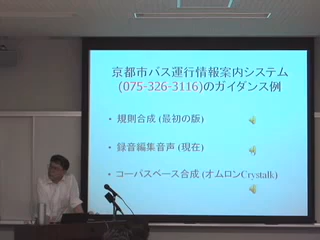 京都市バス運行情報案内システム
(075-326-3116)のガイダンス例
・ 規則合成 (最初の版)
・ 録音編集音声 (現在)
・ コーパスベース合成 (オムロンCrystalk)